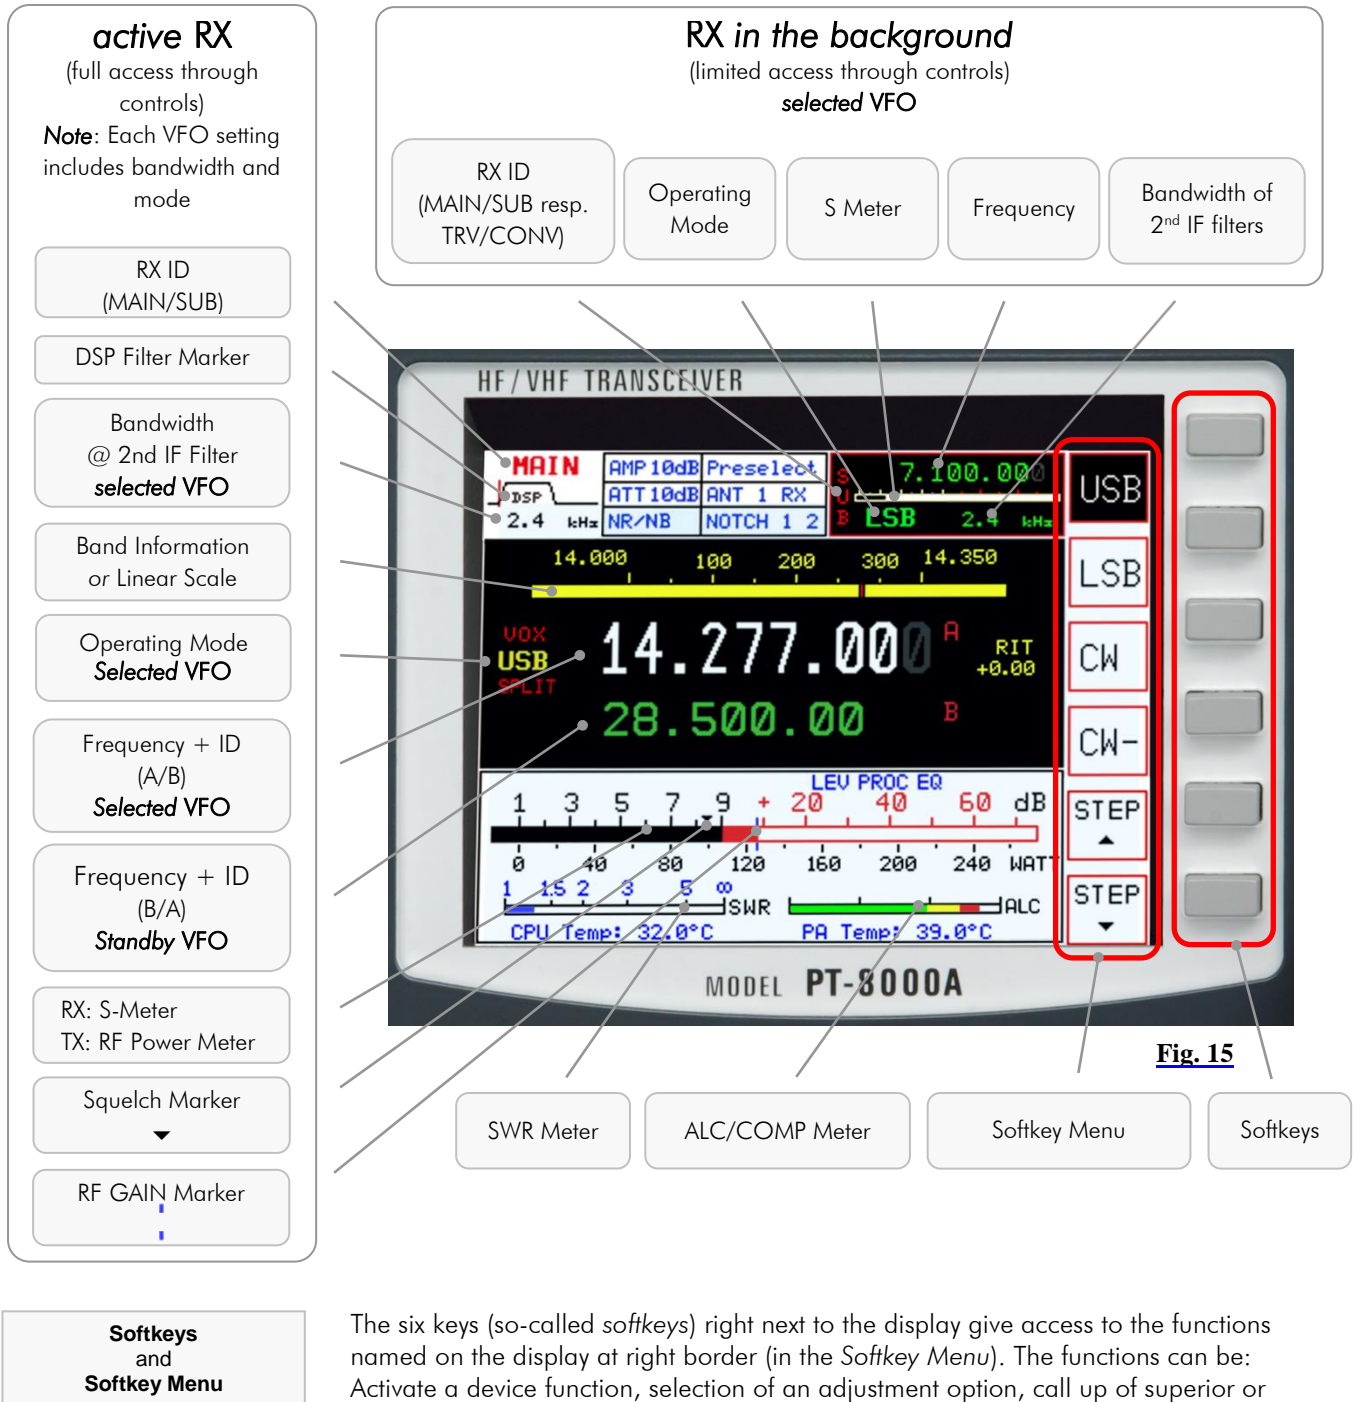 active RX
(full access through
controls)
Note: Each VFO setting
includes bandwidth and
mode
RX ID
(MAIN/SUB)
DSP Filter Marker
Bandwidth
@ 2nd IF Filter
selected VFO
Band Information
or Linear Scale
Operating Mode
Selected VFO
Frequency + ID
(A/B)
Selected VFO
Frequency + ID
(B/A)
Standby VFO
RX: S-Meter
TX: RF Power Meter
Squelch Marker
RF GAIN Marker
RX in the background
(limited access through controls)
selected VFO
RX ID
(MAIN/SUB resp.
TRV/CONV)
Operating
Mode
S Meter
Frequency
Bandwidth of
2nd IF filters
HF/VHF TRANSCEIVER
MAIN
DSP
2.4 kHz
AMP 10dB Preselect
ATT 10dB ANT 1 RX
NR/NB NOTCH 1 2
SUB
7.100.000
LSB 2.4 kHz
14.000 100 200 300 14.350
VOX
USB
SPLIT
14.277.000 A
RIT
+0.00
28.500.00 B
LEV PROC EQ
1 3 5 7 9 + 20 40 60 dB
0 40 80 120 160 200 240 WATT
1 1.5 2 3 5 ∞
SWR
ALC
CPU Temp: 32.0°C PA Temp: 39.0°C
USB
LSB
CW
CW-
STEP
▲
STEP
▼
MODEL PT-8000A
Fig. 15
SWR Meter
ALC/COMP Meter
Softkey Menu
Softkeys
Softkeys
and
Softkey Menu
The six keys (so-called softkeys) right next to the display give access to the functions
named on the display at right border (in the Softkey Menu). The functions can be:
Activate a device function, selection of an adjustment option, call up of superior or